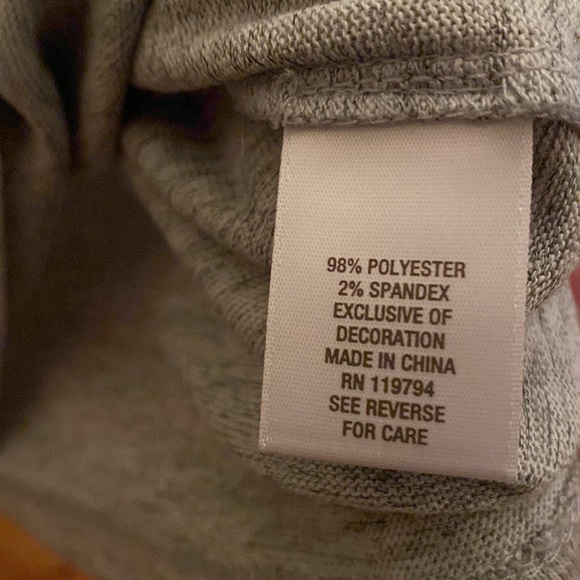 98% POLYESTER
2% SPANDEX
EXCLUSIVE OF
DECORATION
MADE IN CHINA
RN 119794
SEE REVERSE
FOR CARE